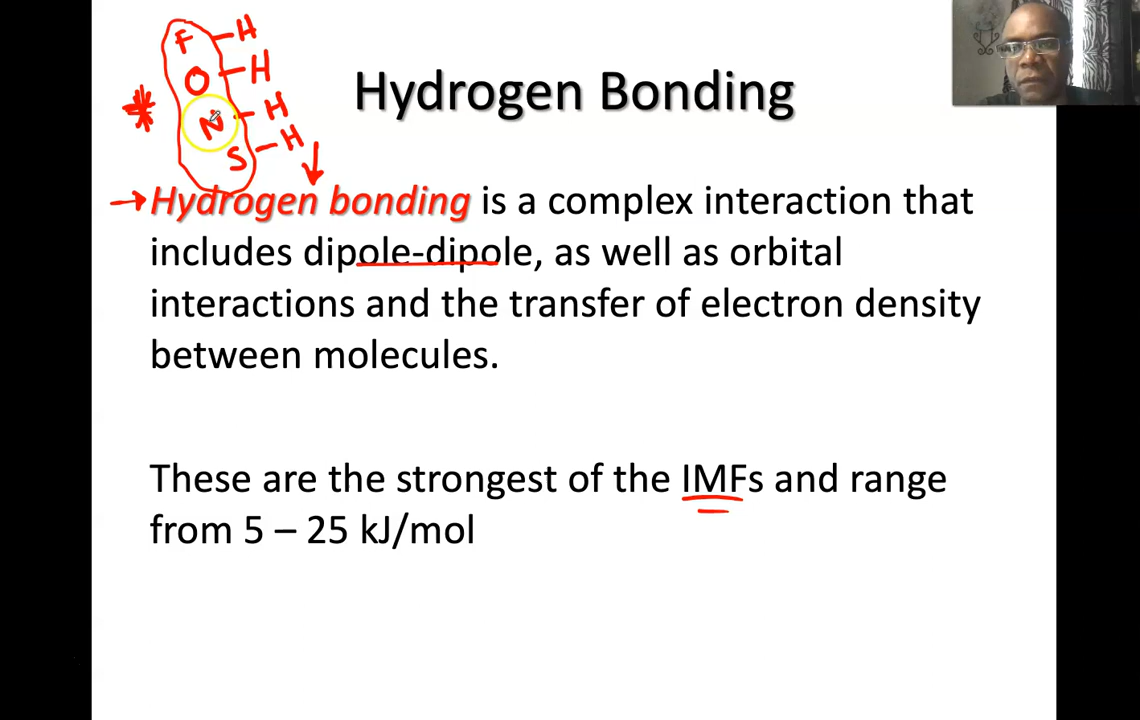 F-H
O-H
N-H
S-H
Hydrogen Bonding
Hydrogen bonding is a complex interaction that
includes dipole-dipole, as well as orbital
interactions and the transfer of electron density
between molecules.
These are the strongest of the IMFs and range
from 5 – 25 kJ/mol